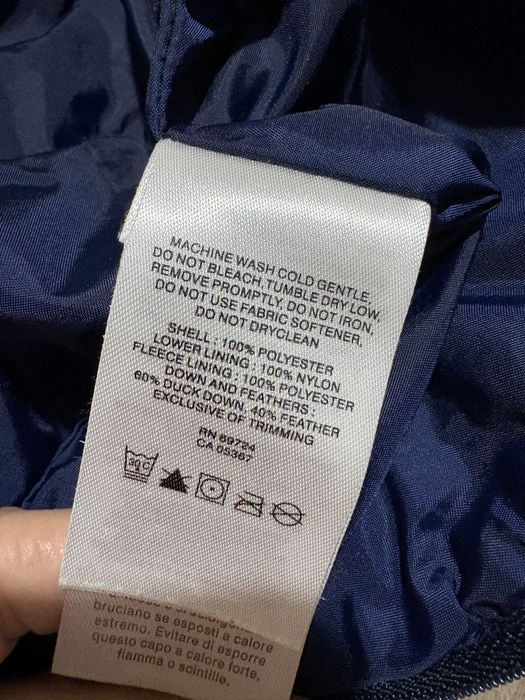 MACHINE WASH COLD GENTLE.
DO NOT BLEACH.TUMBLE DRY LOW.
REMOVE PROMPTLY. DO NOT IRON.
DO NOT USE FABRIC SOFTENER.
DO NOT DRYCLEAN
SHELL : 100% POLYESTER
LOWER LINING : 100% NYLON
FLEECE LINING : 100% POLYESTER
DOWN AND FEATHERS :
60% DUCK DOWN, 40% FEATHER
EXCLUSIVE OF TRIMMING
RN 69724
CA 05367
30 C
bruciano se esposti a calore
estremo. Evitare di esporre
questo capo a calore forte,
fiamma o scintille.